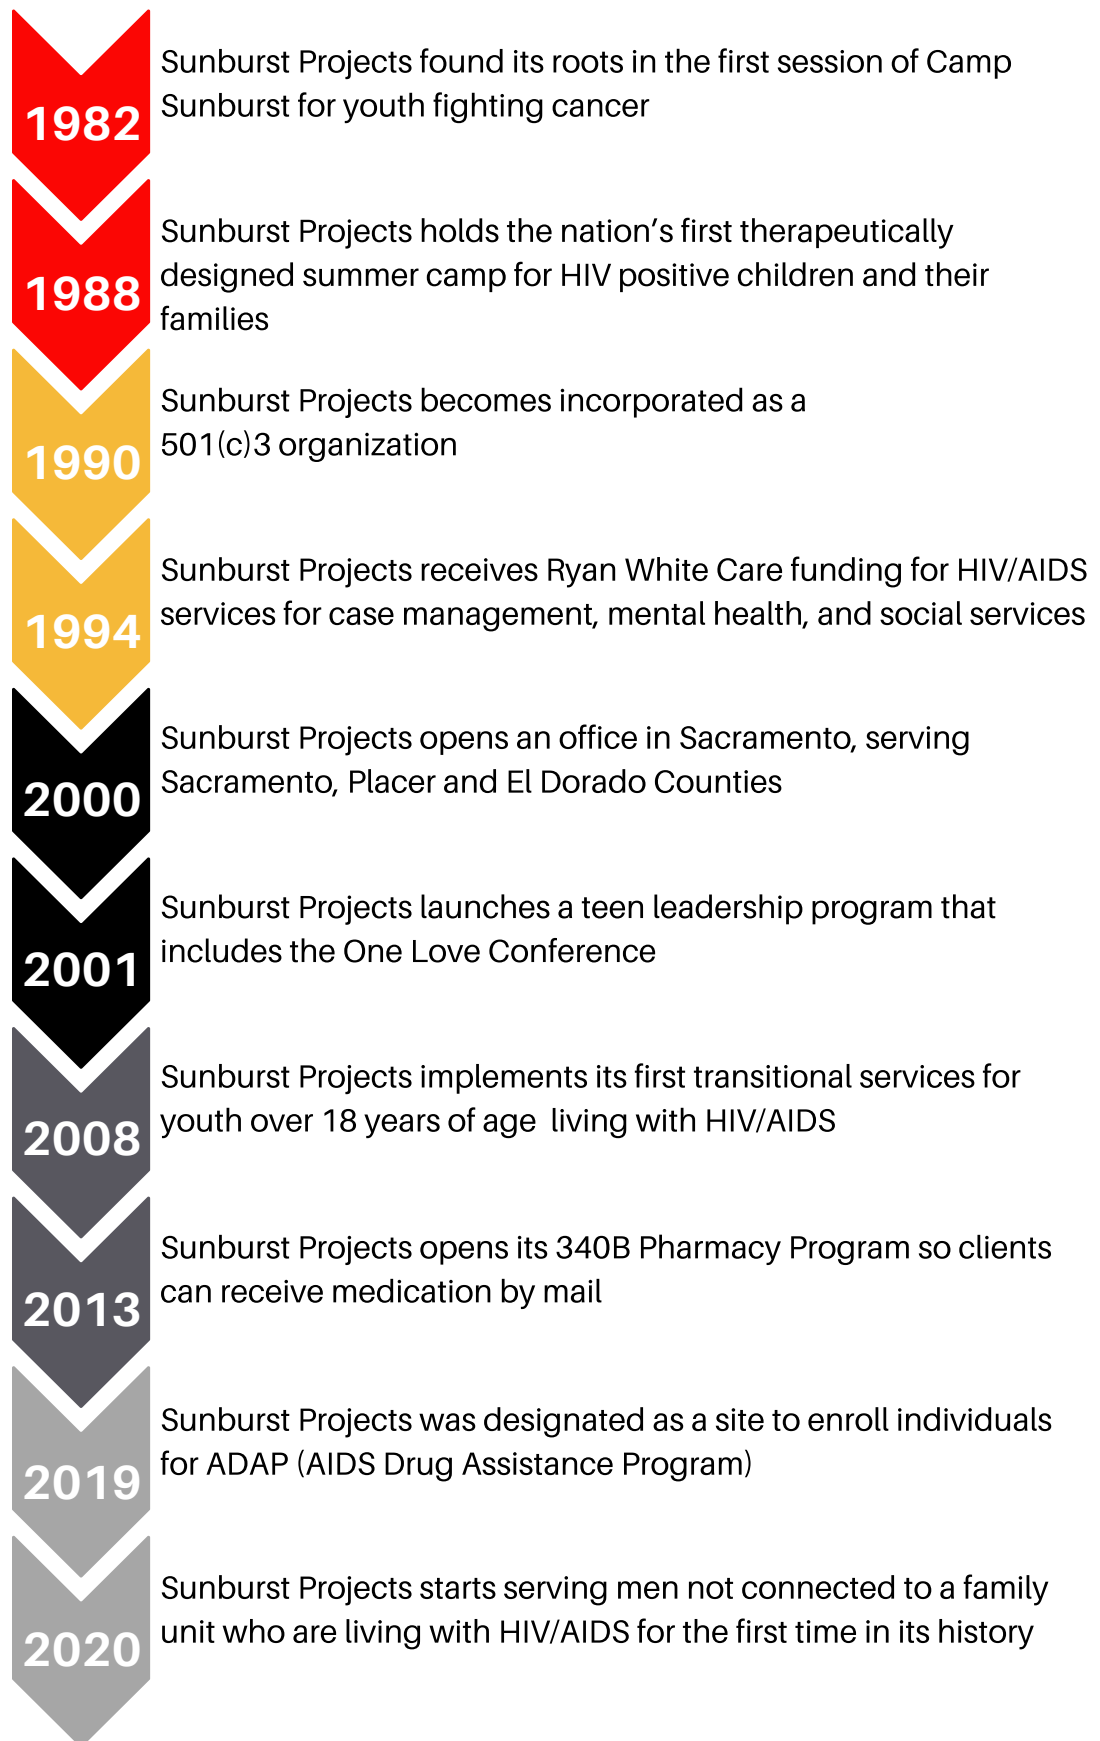 1982
Sunburst Projects found its roots in the first session of Camp
Sunburst for youth fighting cancer
1988
Sunburst Projects holds the nation’s first therapeutically
designed summer camp for HIV positive children and their
families
1990
Sunburst Projects becomes incorporated as a
501(c)3 organization
1994
Sunburst Projects receives Ryan White Care funding for HIV/AIDS
services for case management, mental health, and social services
2000
Sunburst Projects opens an office in Sacramento, serving
Sacramento, Placer and El Dorado Counties
2001
Sunburst Projects launches a teen leadership program that
includes the One Love Conference
2008
Sunburst Projects implements its first transitional services for
youth over 18 years of age  living with HIV/AIDS
2013
Sunburst Projects opens its 340B Pharmacy Program so clients
can receive medication by mail
2019
Sunburst Projects was designated as a site to enroll individuals
for ADAP (AIDS Drug Assistance Program)
2020
Sunburst Projects starts serving men not connected to a family
unit who are living with HIV/AIDS for the first time in its history